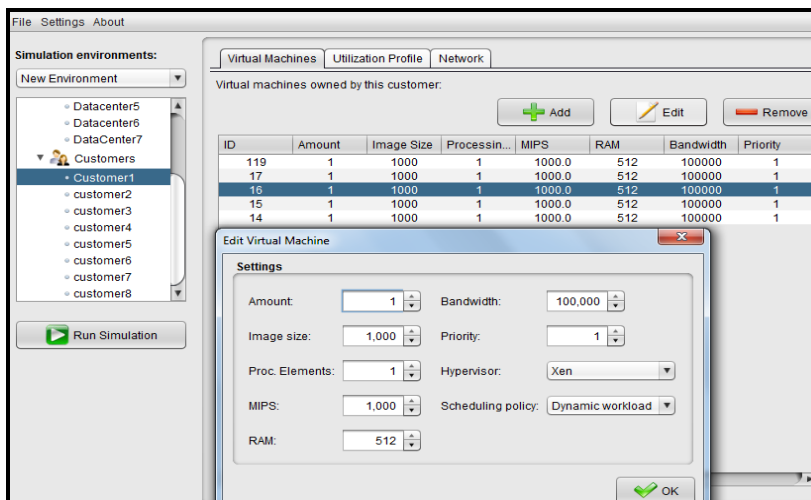 File Settings About
Simulation environments:
New Environment
Datacenter5
Datacenter6
DataCenter7
Customers
Customer1
customer2
customer3
customer4
customer5
customer6
customer7
customer8
Run Simulation
Virtual Machines Utilization Profile Network
Virtual machines owned by this customer:
Add Edit Remove
ID Amount Image Size Processin... MIPS RAM Bandwidth Priority
119 1 1000 1 1000.0 512 100000 1
17 1 1000 1 1000.0 512 100000 1
16 1 1000 1 1000.0 512 100000 1
15 1 1000 1 1000.0 512 100000 1
14 1 1000 1 1000.0 512 100000 1
Edit Virtual Machine
Settings
Amount: 1 Bandwidth: 100,000
Image size: 1,000 Priority: 1
Proc. Elements: 1 Hypervisor: Xen
MIPS: 1,000 Scheduling policy: Dynamic workload
RAM: 512
OK